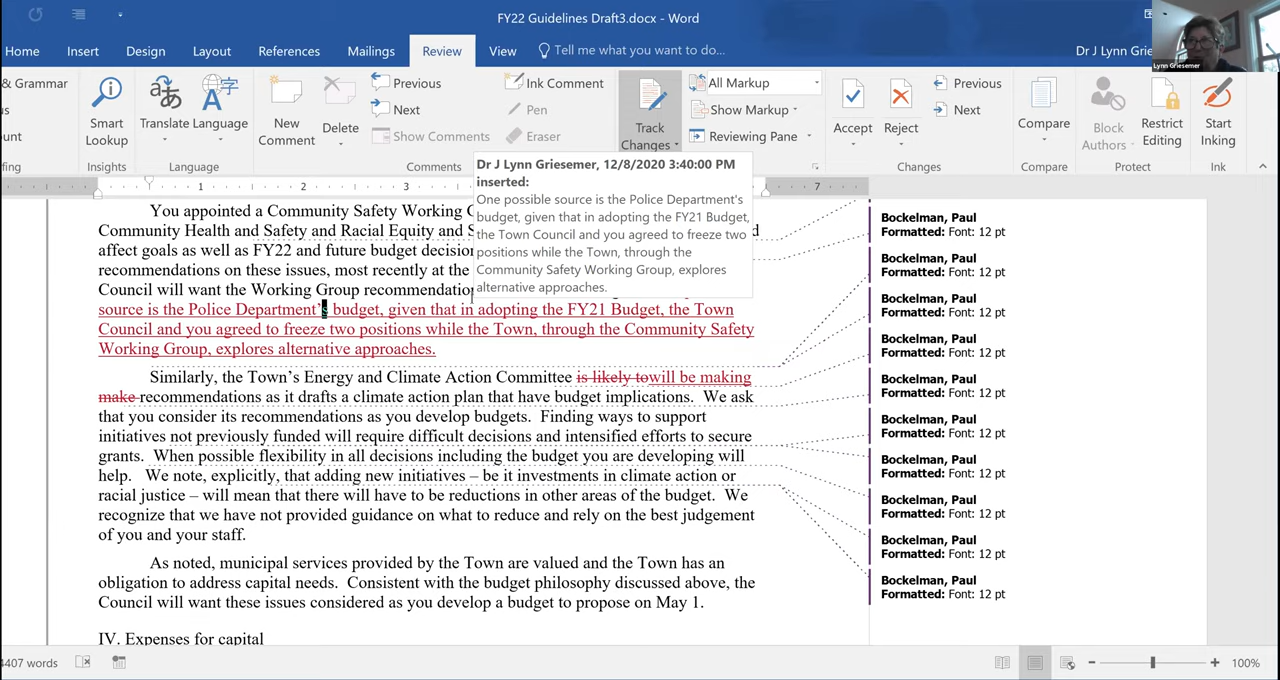 FY22 Guidelines Draft3.docx - Word
Home Insert Design Layout References Mailings Review View Tell me what you want to do...
Dr J Lynn Grie
Lynn Griesemer
& Grammar
Smart Lookup
Insights
Translate Language
Language
New Comment
Delete
Previous
Next
Show Comments
Comments
Ink Comment
Pen
Eraser
Track Changes
All Markup
Show Markup
Reviewing Pane
Accept
Reject
Previous
Next
Changes
Compare
Compare
Block Authors
Restrict Editing
Protect
Start Inking
Ink
1 2 3 7
Dr J Lynn Griesemer, 12/8/2020 3:40:00 PM
inserted:
One possible source is the Police Department's
budget, given that in adopting the FY21 Budget,
the Town Council and you agreed to freeze two
positions while the Town, through the
Community Safety Working Group, explores
alternative approaches.
You appointed a Community Safety Working
Community Health and Safety and Racial Equity and
affect goals as well as FY22 and future budget
recommendations on these issues, most recently at the
Council will want the Working Group
source is the Police Department's budget, given that in adopting the FY21 Budget, the Town
Council and you agreed to freeze two positions while the Town, through the Community Safety
Working Group, explores alternative approaches.
Similarly, the Town's Energy and Climate Action Committee is likely towill be making
make recommendations as it drafts a climate action plan that have budget implications. We ask
that you consider its recommendations as you develop budgets. Finding ways to support
initiatives not previously funded will require difficult decisions and intensified efforts to secure
grants. When possible flexibility in all decisions including the budget you are developing will
help. We note, explicitly, that adding new initiatives – be it investments in climate action or
racial justice – will mean that there will have to be reductions in other areas of the budget. We
recognize that we have not provided guidance on what to reduce and rely on the best judgement
of you and your staff.
As noted, municipal services provided by the Town are valued and the Town has an
obligation to address capital needs. Consistent with the budget philosophy discussed above, the
Council will want these issues considered as you develop a budget to propose on May 1.
IV. Expenses for capital
Bockelman, Paul
Formatted: Font: 12 pt
Bockelman, Paul
Formatted: Font: 12 pt
Bockelman, Paul
Formatted: Font: 12 pt
Bockelman, Paul
Formatted: Font: 12 pt
Bockelman, Paul
Formatted: Font: 12 pt
Bockelman, Paul
Formatted: Font: 12 pt
Bockelman, Paul
Formatted: Font: 12 pt
Bockelman, Paul
Formatted: Font: 12 pt
Bockelman, Paul
Formatted: Font: 12 pt
Bockelman, Paul
Formatted: Font: 12 pt
4407 words
100%